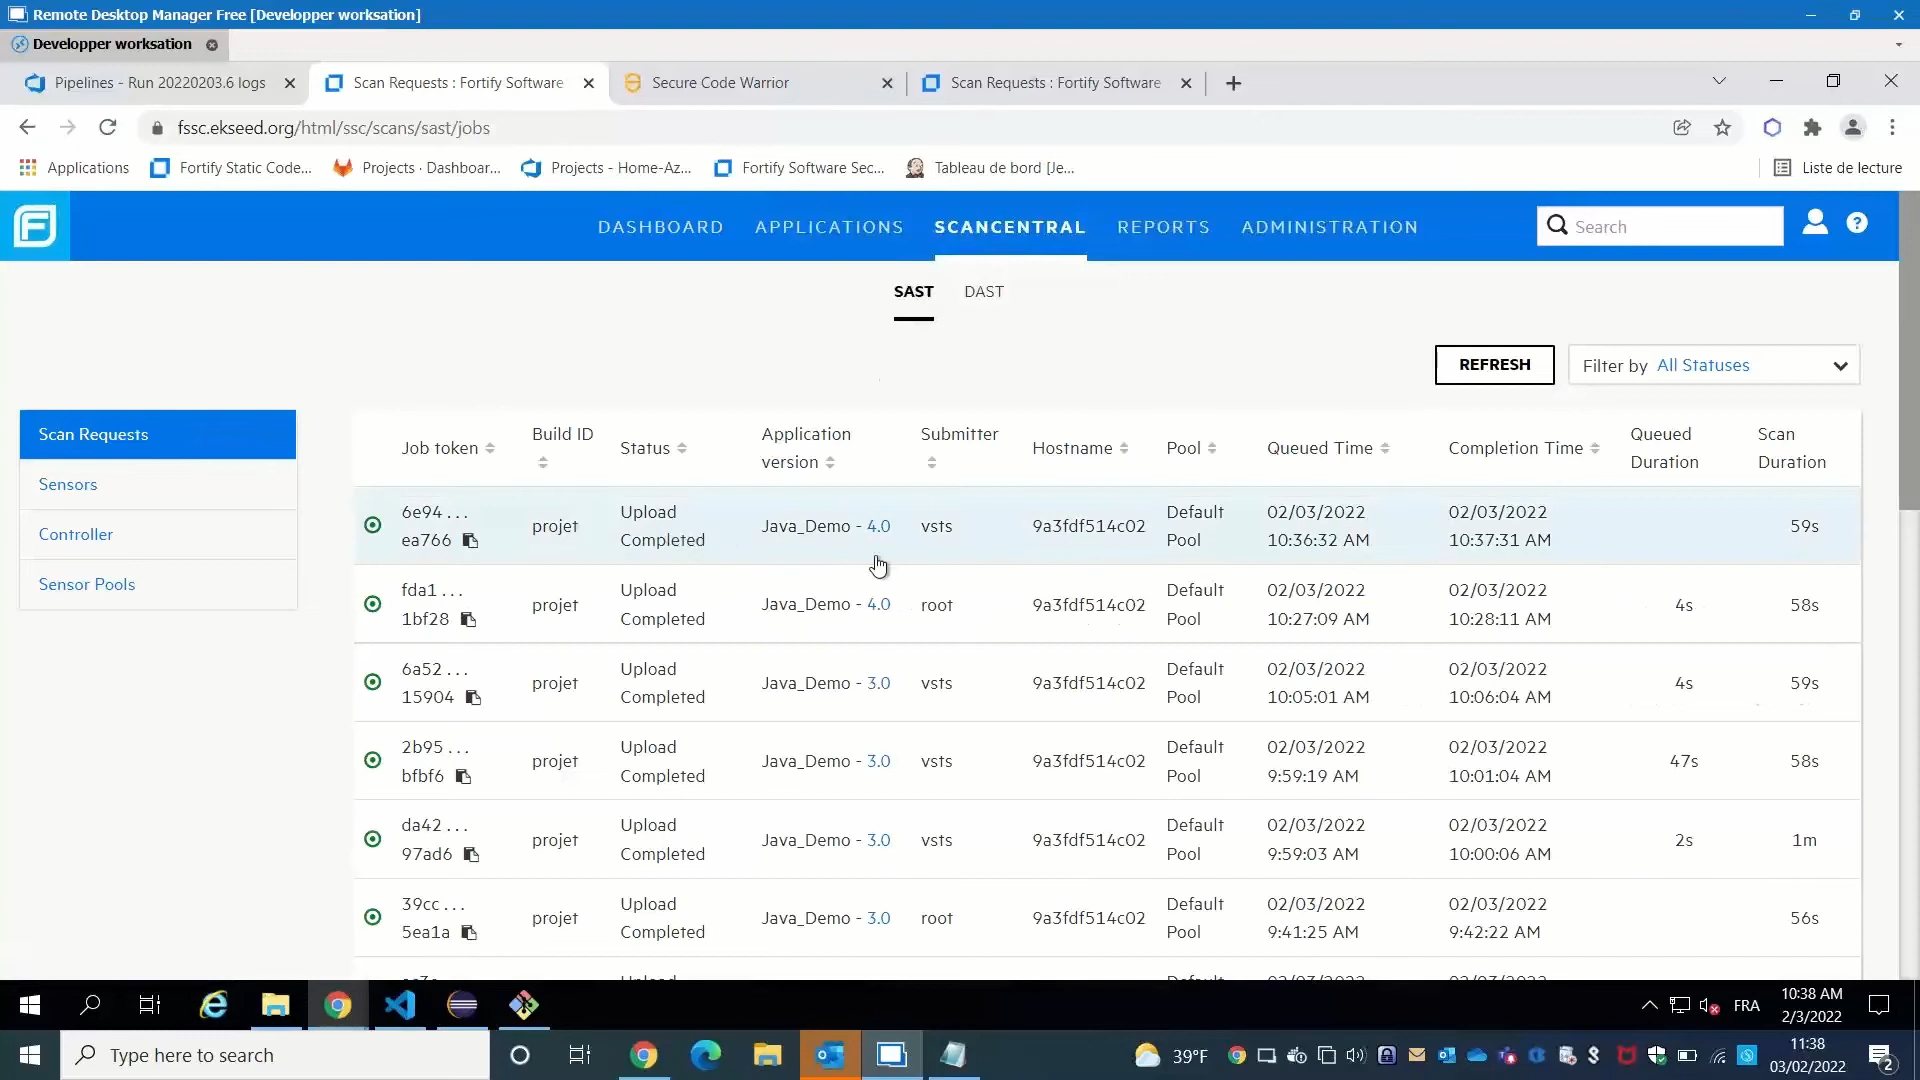 Remote Desktop Manager Free [Developper worksation]
Developper worksation
Pipelines - Run 20220203.6 logs
Scan Requests : Fortify Software
Secure Code Warrior
Scan Requests : Fortify Software
fssc.ekseed.org/html/ssc/scans/sast/jobs
Applications
Fortify Static Code...
Projects · Dashboar...
Projects - Home-Az...
Fortify Software Sec...
Tableau de bord [Je...
Liste de lecture
DASHBOARD APPLICATIONS SCANCENTRAL REPORTS ADMINISTRATION
Search
SAST DAST
REFRESH
Filter by All Statuses
Scan Requests
Sensors
Controller
Sensor Pools
Job token
Build ID
Status
Application
version
Submitter
Hostname
Pool
Queued Time
Completion Time
Queued
Duration
Scan
Duration
6e94 ...
ea766
projet
Upload
Completed
Java_Demo - 4.0
vsts
9a3fdf514c02
Default
Pool
02/03/2022
10:36:32 AM
02/03/2022
10:37:31 AM
59s
fda1 ...
1bf28
projet
Upload
Completed
Java_Demo - 4.0
root
9a3fdf514c02
Default
Pool
02/03/2022
10:27:09 AM
02/03/2022
10:28:11 AM
4s
58s
6a52 ...
15904
projet
Upload
Completed
Java_Demo - 3.0
vsts
9a3fdf514c02
Default
Pool
02/03/2022
10:05:01 AM
02/03/2022
10:06:04 AM
4s
59s
2b95 ...
bfbf6
projet
Upload
Completed
Java_Demo - 3.0
vsts
9a3fdf514c02
Default
Pool
02/03/2022
9:59:19 AM
02/03/2022
10:01:04 AM
47s
58s
da42 ...
97ad6
projet
Upload
Completed
Java_Demo - 3.0
vsts
9a3fdf514c02
Default
Pool
02/03/2022
9:59:03 AM
02/03/2022
10:00:06 AM
2s
1m
39cc ...
5ea1a
projet
Upload
Completed
Java_Demo - 3.0
root
9a3fdf514c02
Default
Pool
02/03/2022
9:41:25 AM
02/03/2022
9:42:22 AM
56s
FRA
10:38 AM
2/3/2022
Type here to search
39°F
11:38
03/02/2022
2